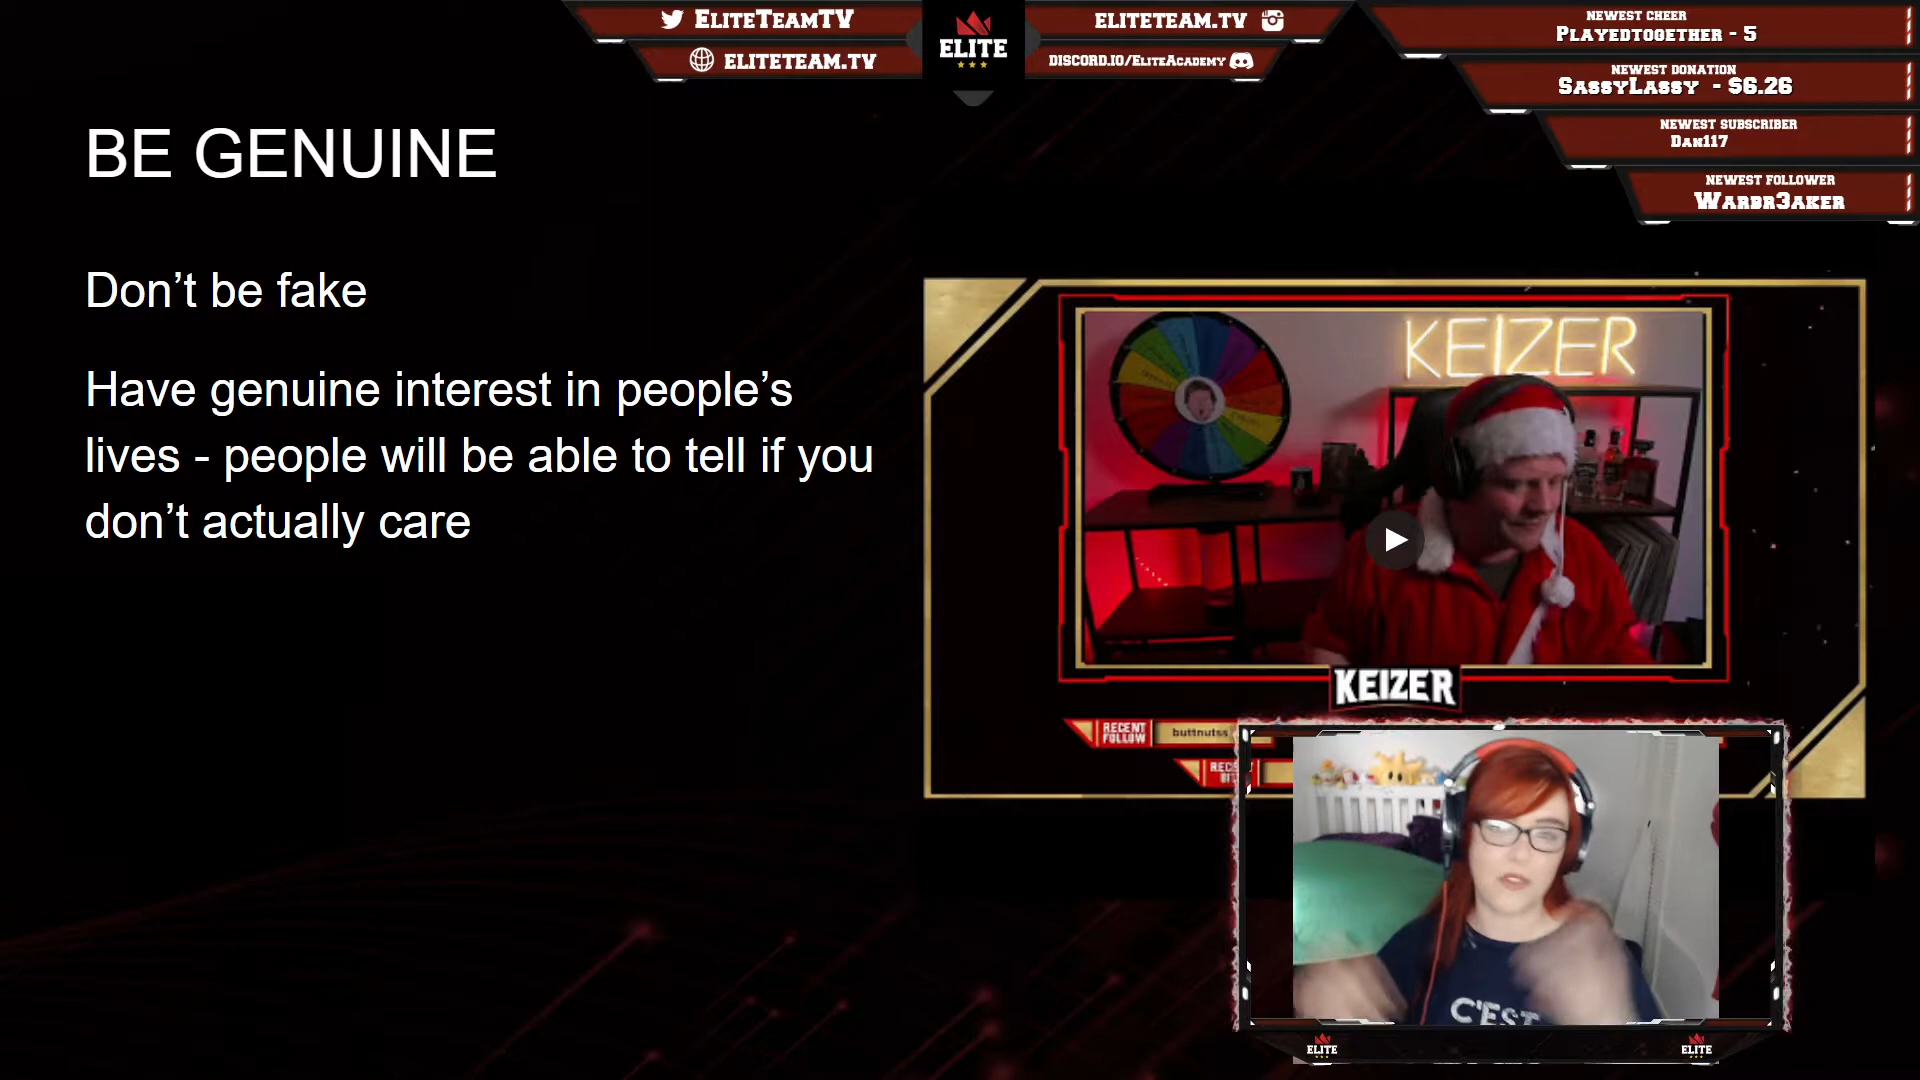 EliteTeamTV
eliteteam.tv
ELITE
eliteteam.tv
discord.io/EliteAcademy
Newest Cheer
Playedtogether - 5
Newest Donation
SassyLassy - $6.26
Newest Subscriber
Dan117
Newest Follower
Warbr3aker
BE GENUINE
Don’t be fake
Have genuine interest in people’s
lives - people will be able to tell if you
don’t actually care
KEIZER
KEIZER
RECENT
FOLLOW
buttnutss
C'EST
ELITE
ELITE